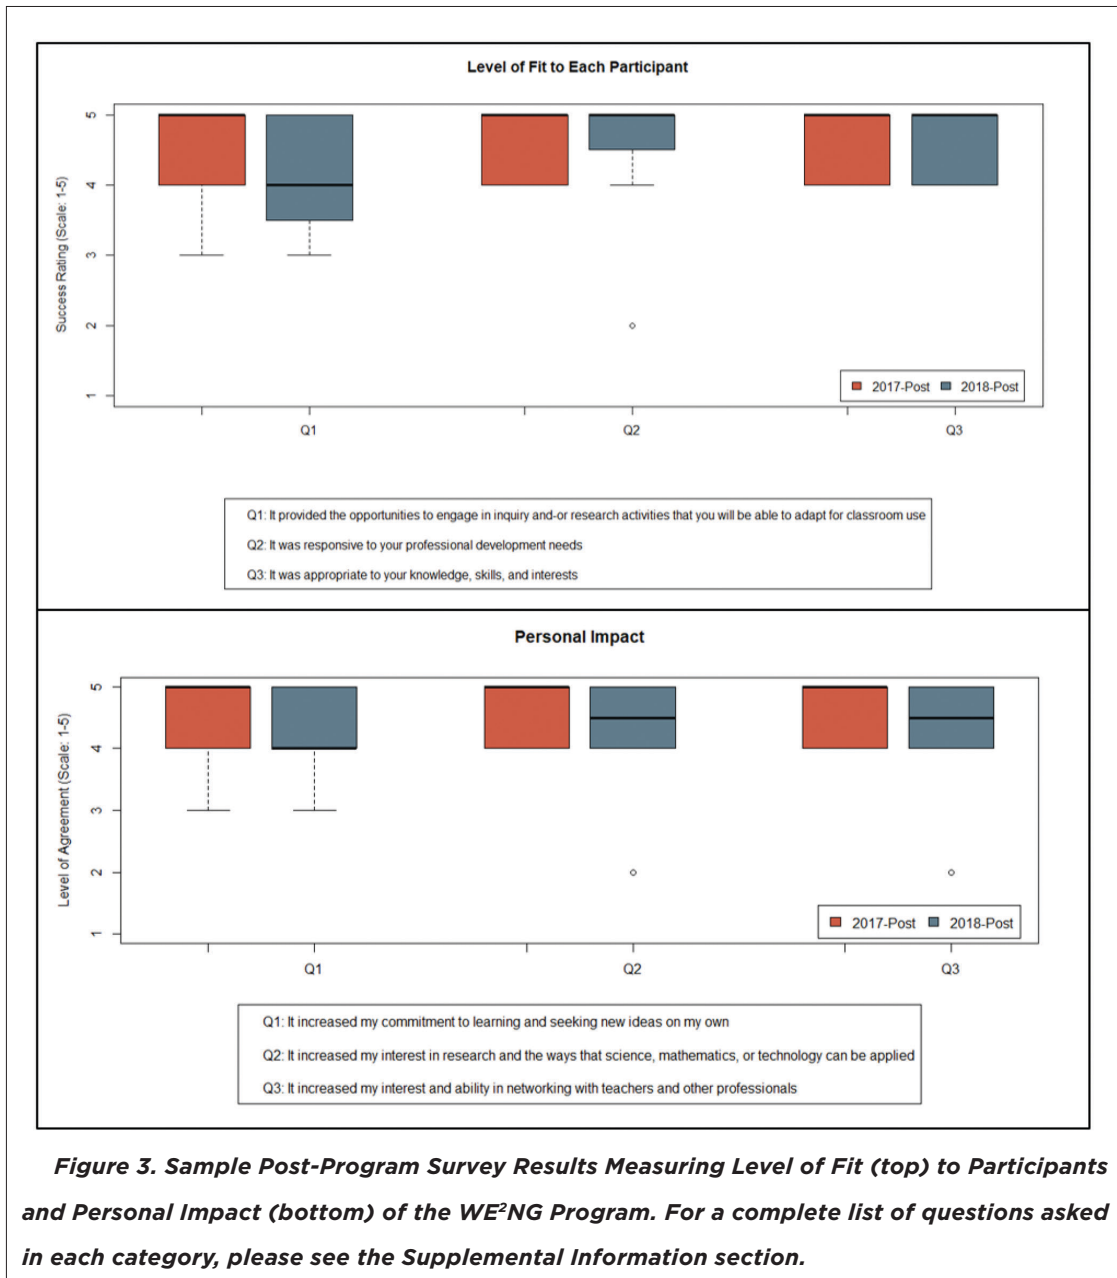 Level of Fit to Each Participant
Success Rating (Scale: 1-5)
5
4
3
2
1
2017-Post 2018-Post
Q1 Q2 Q3
Q1: It provided the opportunities to engage in inquiry and-or research activities that you will be able to adapt for classroom use
Q2: It was responsive to your professional development needs
Q3: It was appropriate to your knowledge, skills, and interests
Personal Impact
Level of Agreement (Scale: 1-5)
5
4
3
2
1
2017-Post 2018-Post
Q1 Q2 Q3
Q1: It increased my commitment to learning and seeking new ideas on my own
Q2: It increased my interest in research and the ways that science, mathematics, or technology can be applied
Q3: It increased my interest and ability in networking with teachers and other professionals
Figure 3. Sample Post-Program Survey Results Measuring Level of Fit (top) to Participants
and Personal Impact (bottom) of the WE²NG Program. For a complete list of questions asked
in each category, please see the Supplemental Information section.